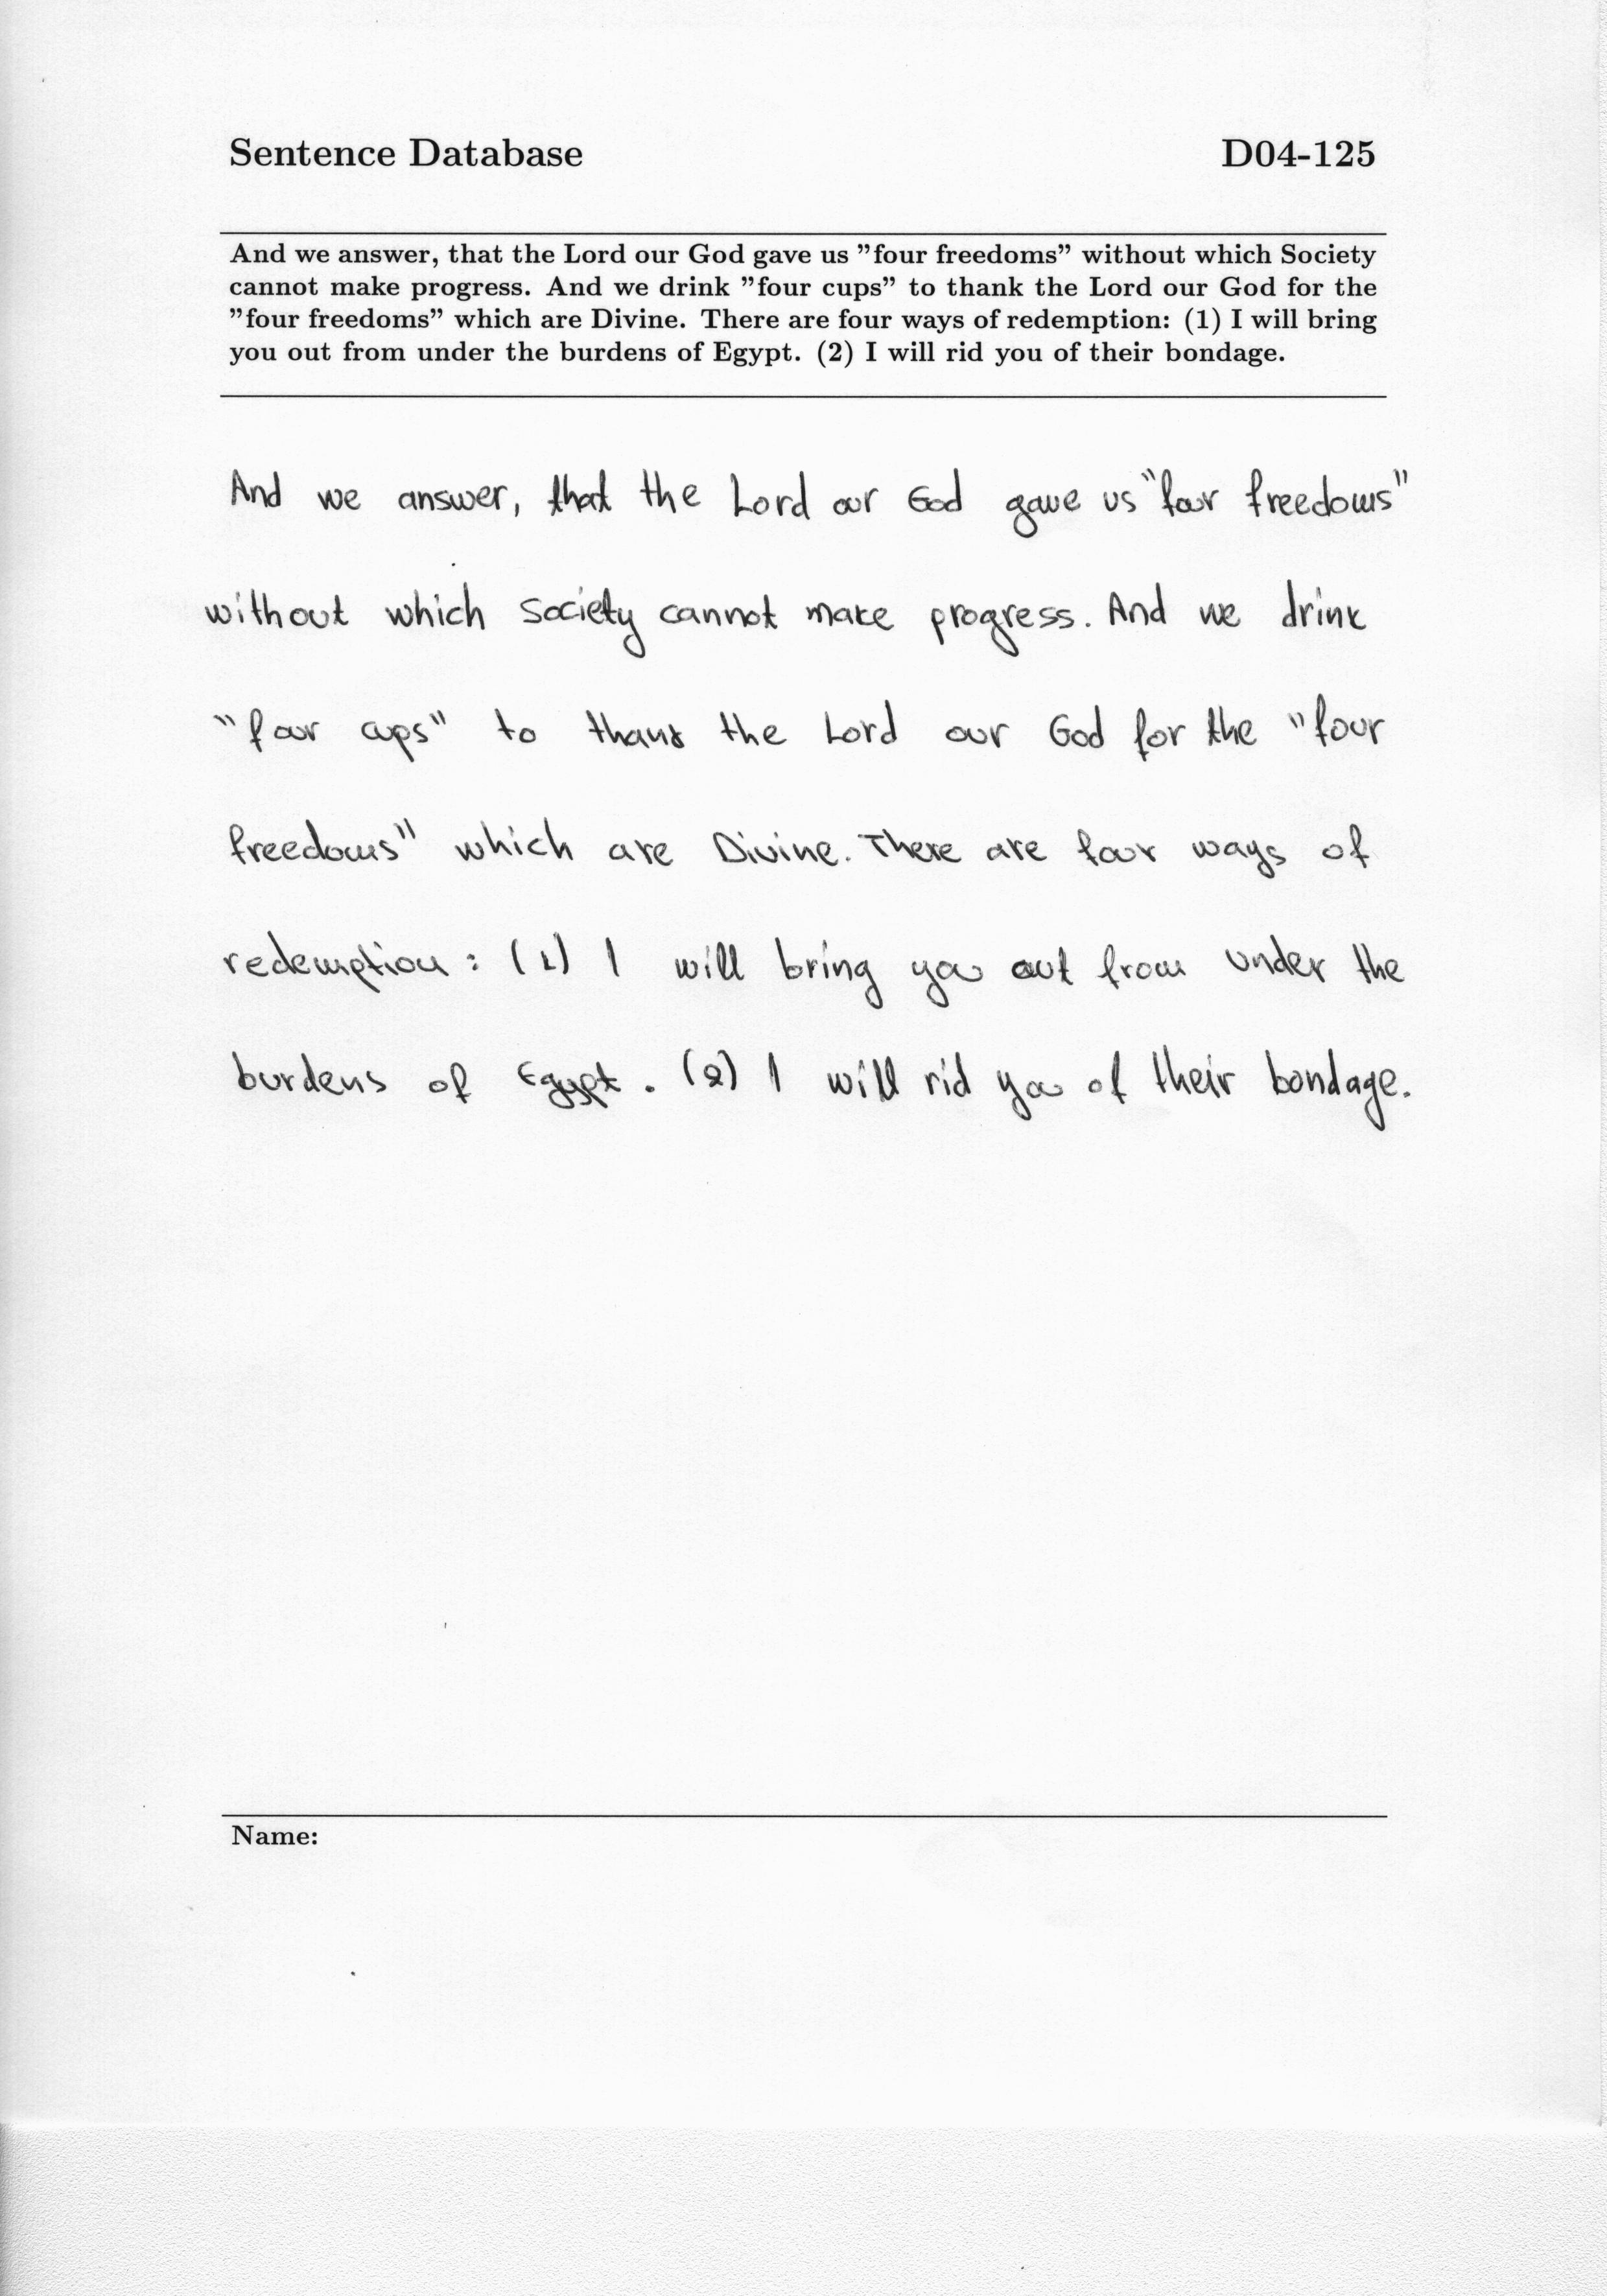 Sentence Database D04-125
And we answer, that the Lord our God gave us ”four freedoms” without which Society
cannot make progress. And we drink ”four cups” to thank the Lord our God for the
”four freedoms” which are Divine. There are four ways of redemption: (1) I will bring
you out from under the burdens of Egypt. (2) I will rid you of their bondage.
And we answer, that the Lord our God gave us "four freedoms"
without which Society cannot make progress. And we drink
"four cups" to thank the Lord our God for the "four
freedoms" which are Divine. There are four ways of
redemption: (1) I will bring you out from under the
burdens of Egypt. (2) I will rid you of their bondage.
Name: